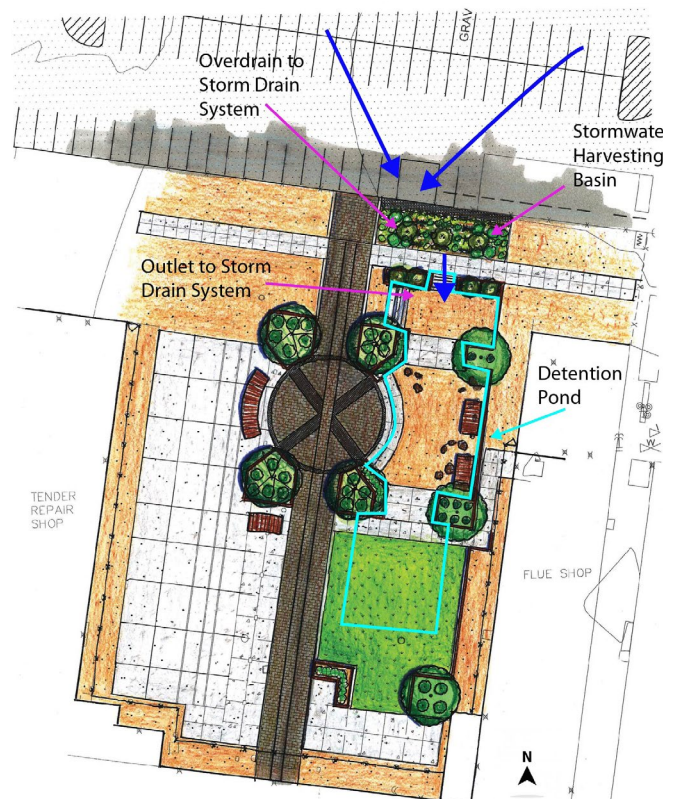 GRAV
Overdrain to
Storm Drain
System
Stormwate
Harvesting
Basin
Outlet to Storm
Drain System
Detention
Pond
TENDER
REPAIR
SHOP
FLUE SHOP
N